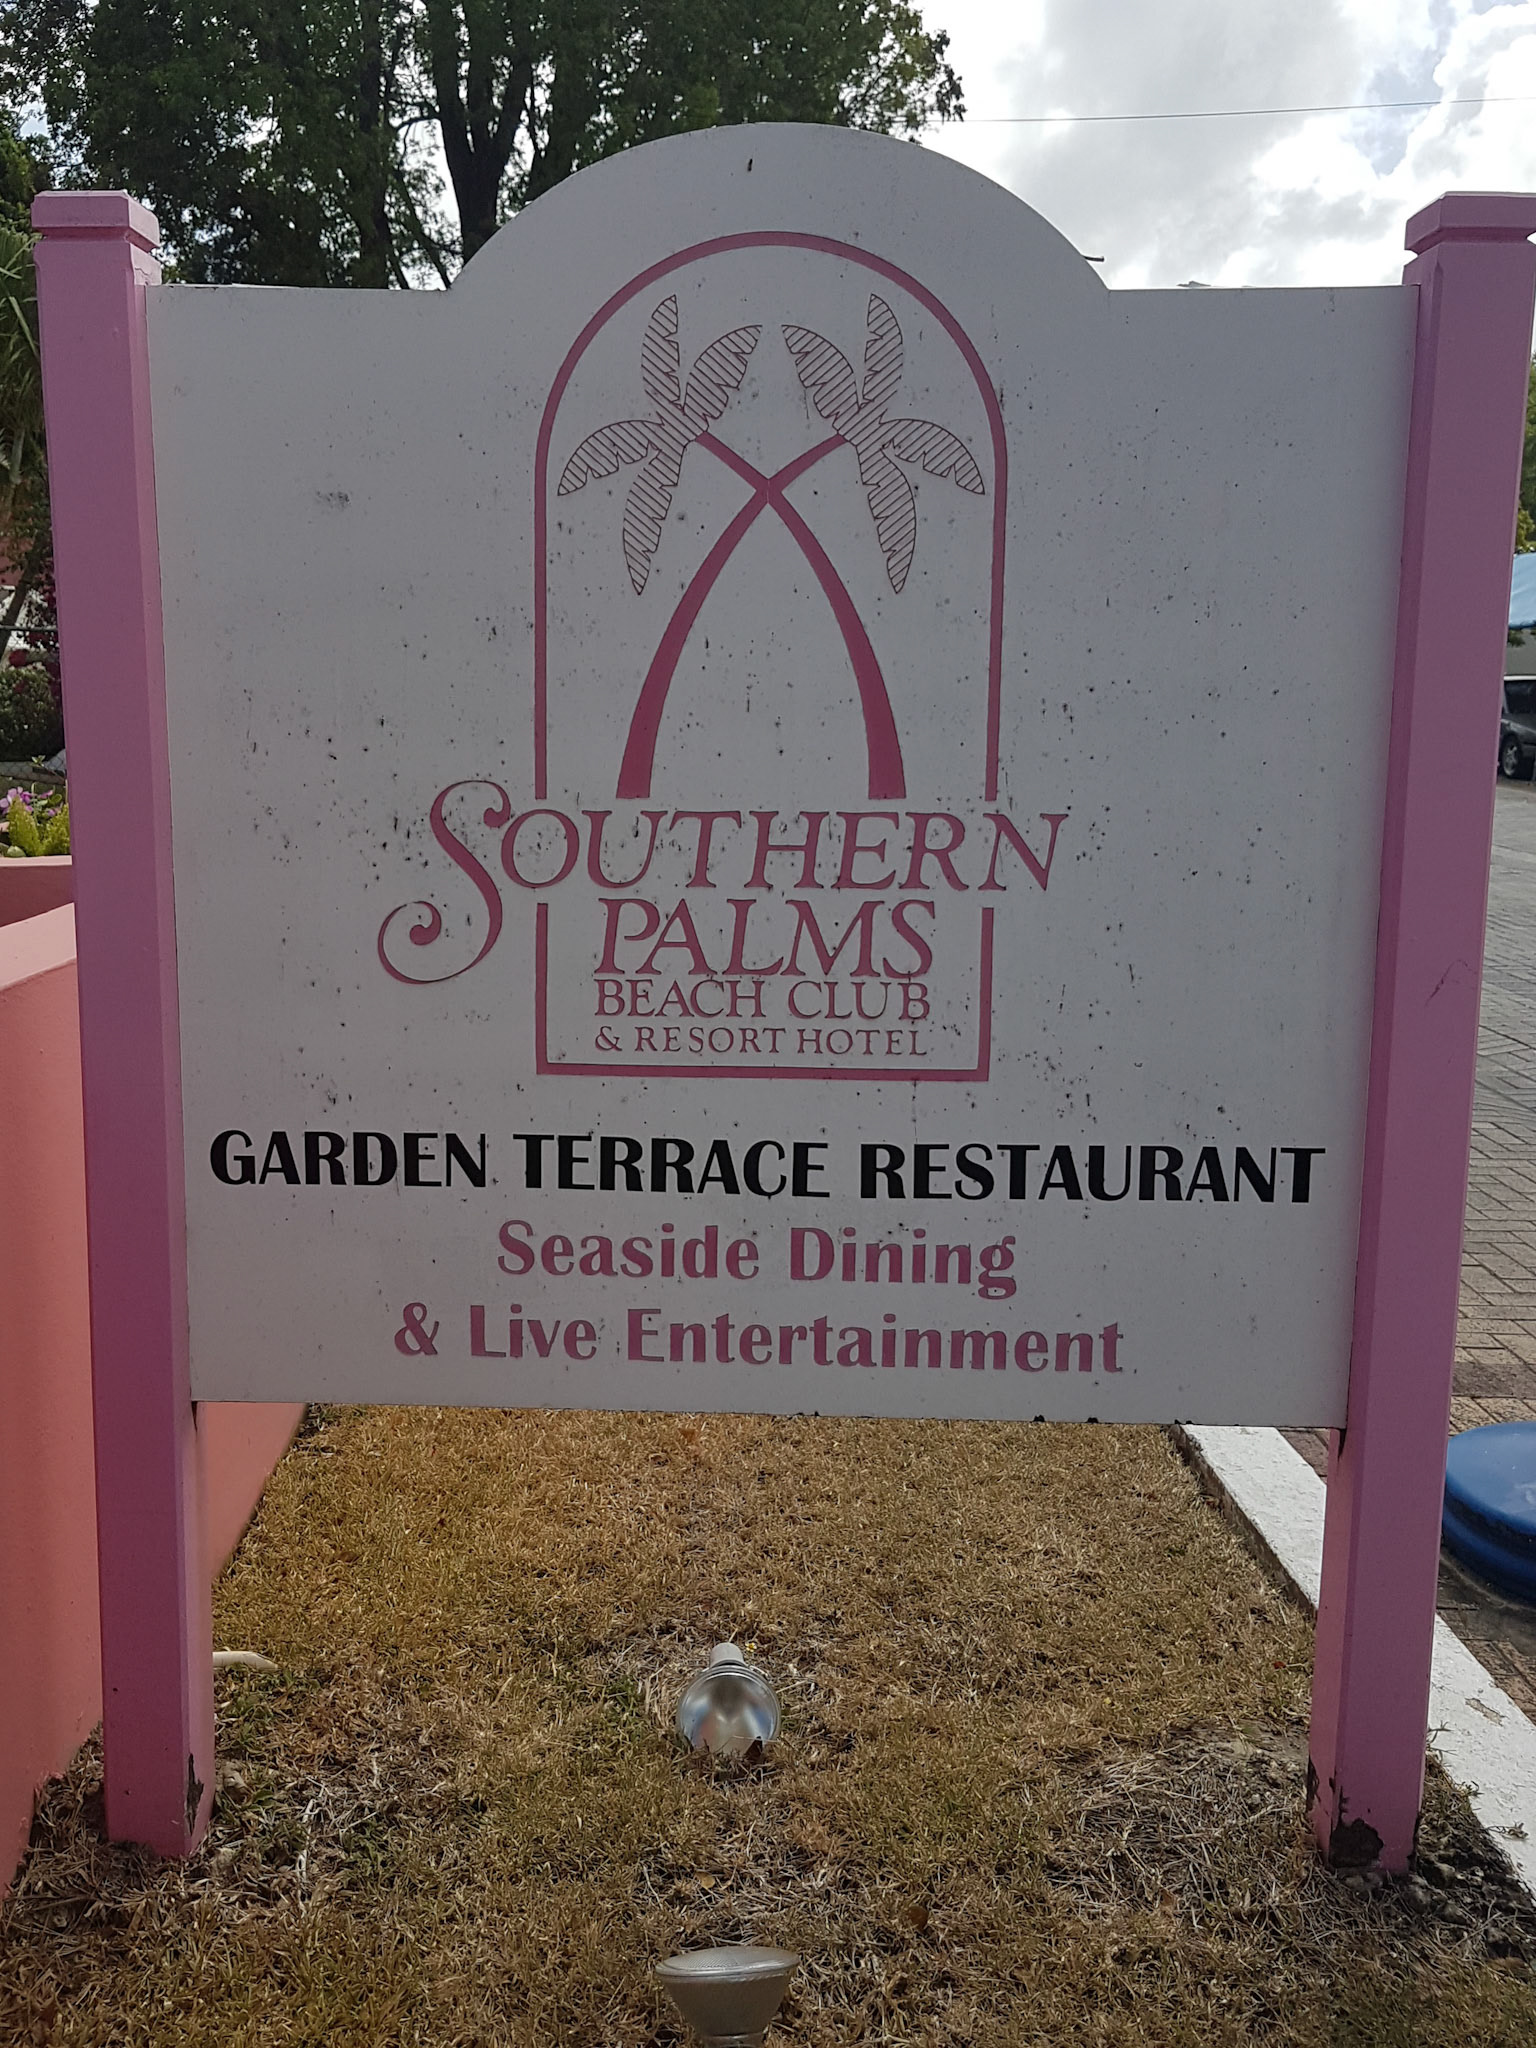 SOUTHERN
PALMS
BEACH CLUB
& RESORT HOTEL
GARDEN TERRACE RESTAURANT
Seaside Dining
& Live Entertainment